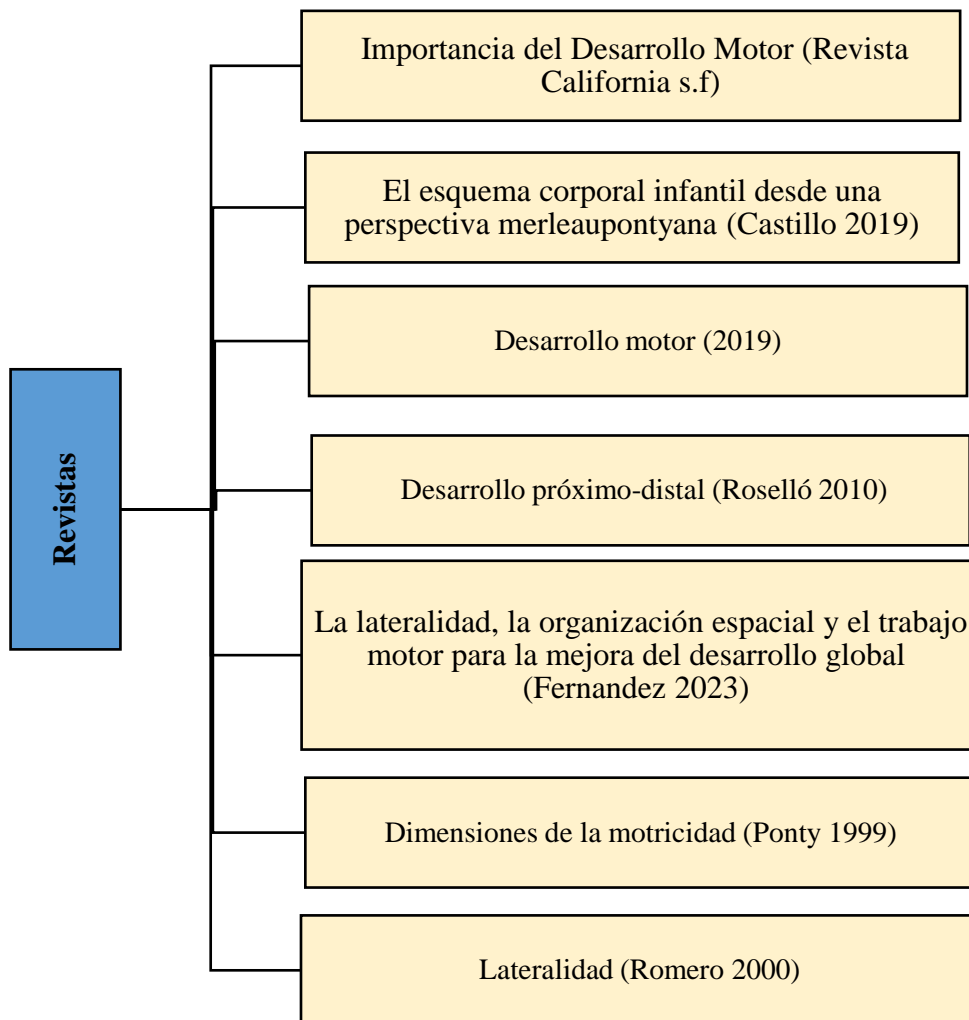 Revistas
Importancia del Desarrollo Motor (Revista
California s.f)
El esquema corporal infantil desde una
perspectiva merleaupontyana (Castillo 2019)
Desarrollo motor (2019)
Desarrollo próximo-distal (Roselló 2010)
La lateralidad, la organización espacial y el trabajo
motor para la mejora del desarrollo global
(Fernandez 2023)
Dimensiones de la motricidad (Ponty 1999)
Lateralidad (Romero 2000)